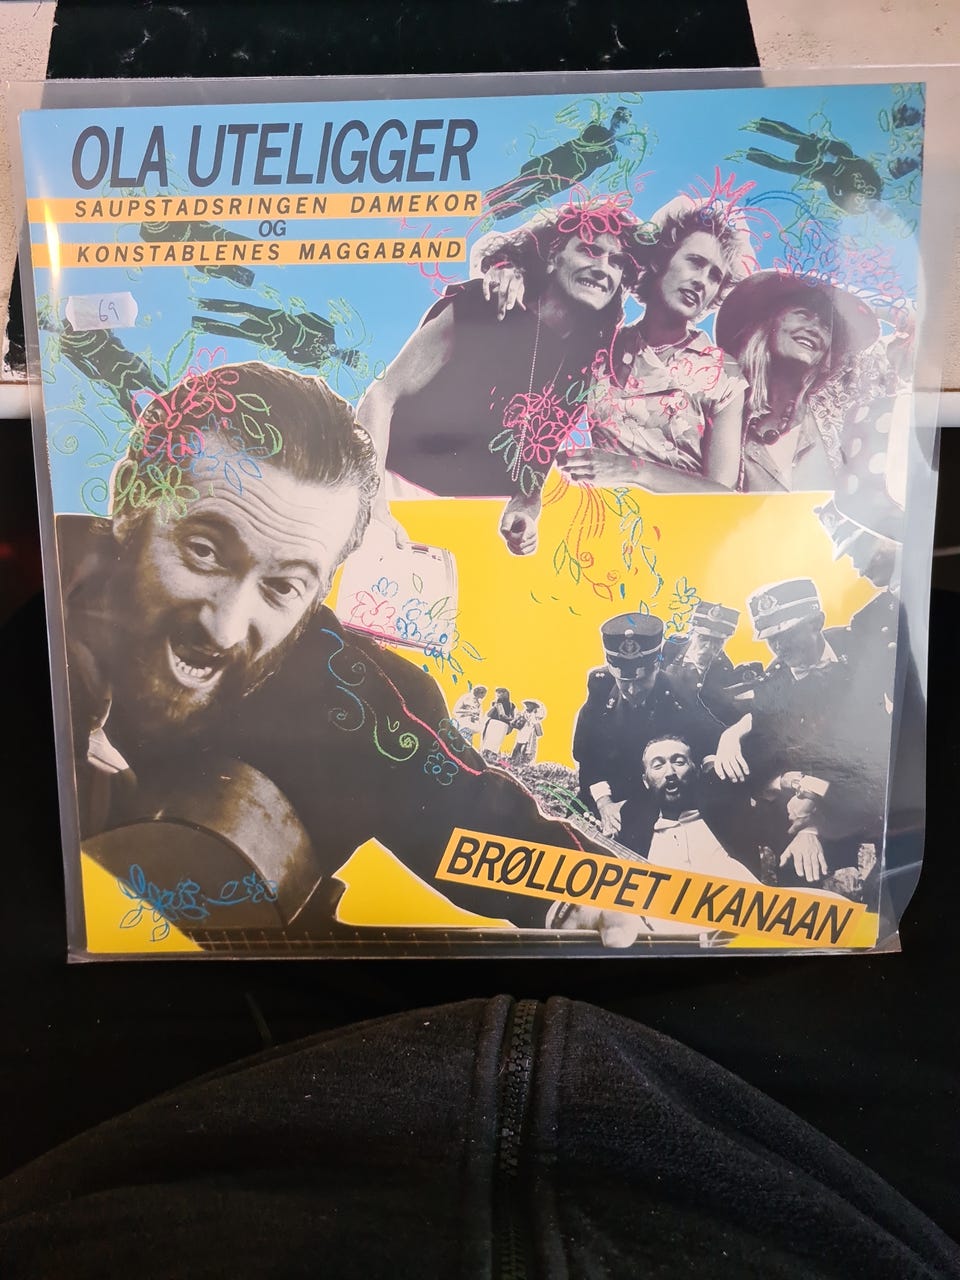 OLA UTELIGGER
SAUPSTADSRINGEN DAMEKOR
OG
KONSTABLENES MAGGABAND
69
BRØLLOPET I KANAAN